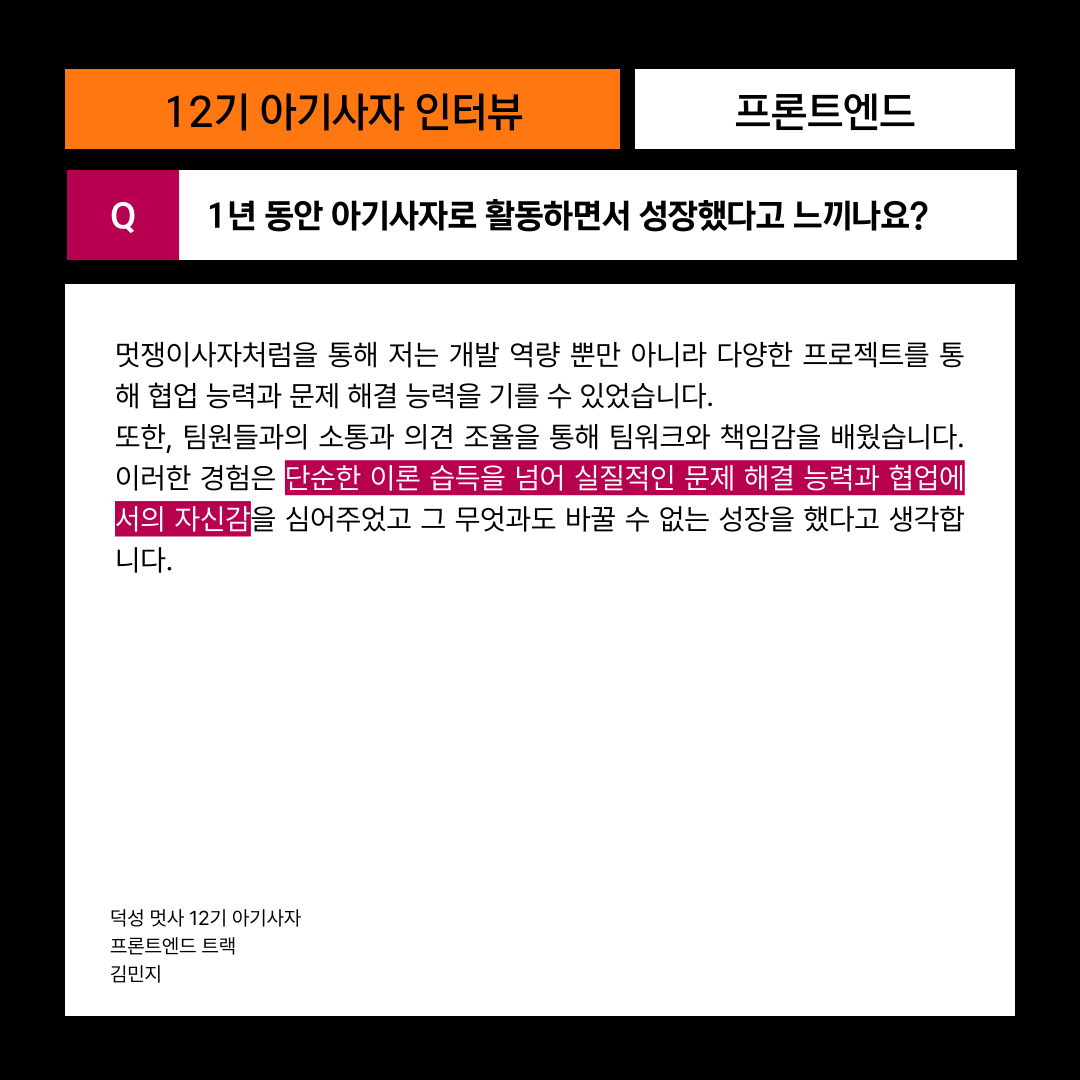 12기 아기사자 인터뷰
프론트엔드
Q
1년 동안 아기사자로 활동하면서 성장했다고 느끼나요?
멋쟁이사자처럼을 통해 저는 개발 역량 뿐만 아니라 다양한 프로젝트를 통
해 협업 능력과 문제 해결 능력을 기를 수 있었습니다.
또한, 팀원들과의 소통과 의견 조율을 통해 팀워크와 책임감을 배웠습니다.
이러한 경험은 단순한 이론 습득을 넘어 실질적인 문제 해결 능력과 협업에
서의 자신감을 심어주었고 그 무엇과도 바꿀 수 없는 성장을 했다고 생각합
니다.
덕성 멋사 12기 아기사자
프론트엔드 트랙
김민지